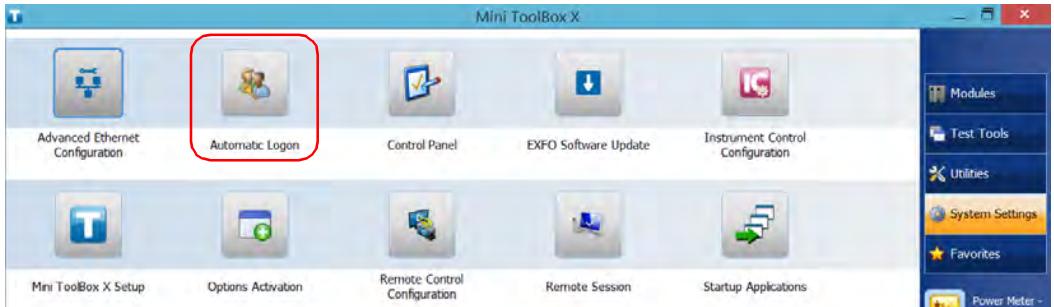 Mini ToolBox X
Advanced Ethernet
Configuration
Automatic Logon
Control Panel
EXFO Software Update
Instrument Control
Configuration
Mini ToolBox X Setup
Options Activation
Remote Control
Configuration
Remote Session
Startup Applications
Modules
Test Tools
Utilities
System Settings
Favorites
Power Meter -